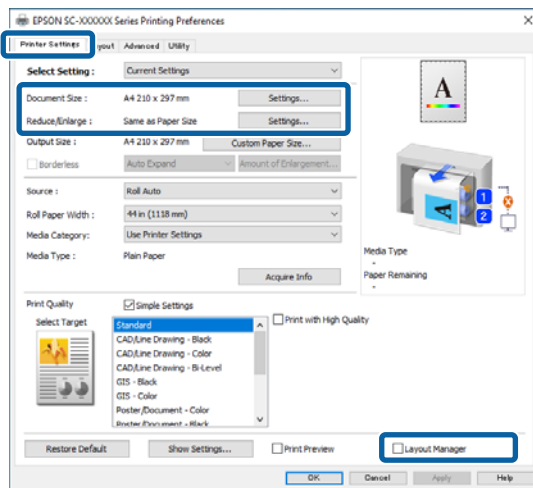 EPSON SC-XXXXXX Series Printing Preferences
Printer Settings yout Advanced Utility
Select Setting : Current Settings
Document Size : A4 210 x 297 mm Settings...
Reduce/Enlarge : Same as Paper Size Settings...
Output Size : A4 210 x 297 mm Custom Paper Size...
Borderless Auto Expand Amount of Enlargement...
Source : Roll Auto
Roll Paper Width : 44 in (1118 mm)
Media Category: Use Printer Settings
Media Type : Plain Paper
Acquire Info
A
A
1
2
Media Type
-
Paper Remaining
-
Print Quality Simple Settings
Select Target
Standard
CAD/Line Drawing - Black
CAD/Line Drawing - Color
CAD/Line Drawing - Bi-Level
GIS - Black
GIS - Color
Poster/Document - Color
Poster/Document - Black
Print with High Quality
Restore Default Show Settings... Print Preview Layout Manager
OK Cancel Apply Help